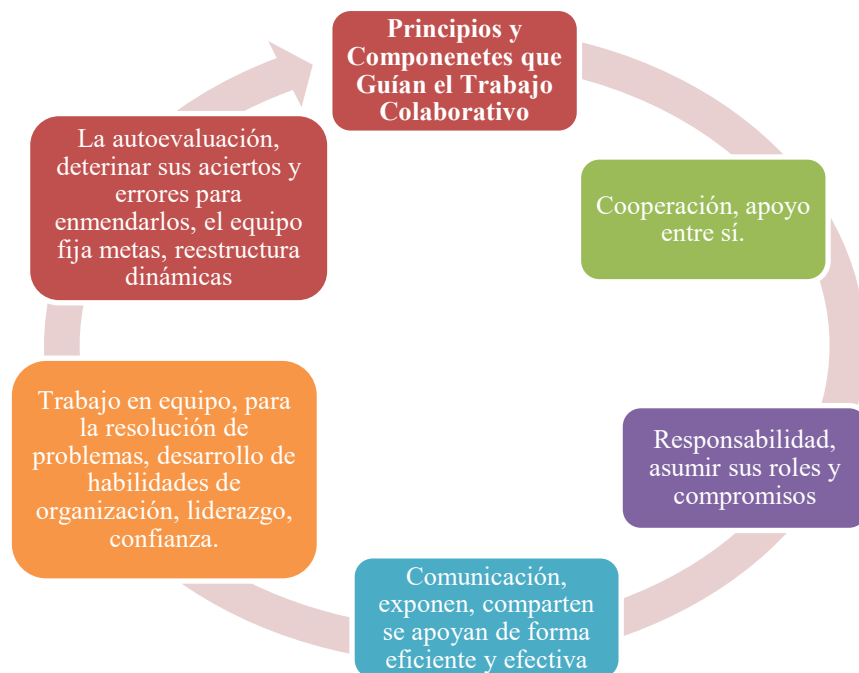 Principios y
Componenetes que
Guían el Trabajo
Colaborativo
Cooperación, apoyo
entre sí.
Responsabilidad,
asumir sus roles y
compromisos
Comunicación,
exponen, comparten
se apoyan de forma
eficiente y efectiva
Trabajo en equipo, para
la resolución de
problemas, desarrollo de
habilidades de
organización, liderazgo,
confianza.
La autoevaluación,
deterinar sus aciertos y
errores para
enmendarlos, el equipo
fija metas, reestructura
dinámicas